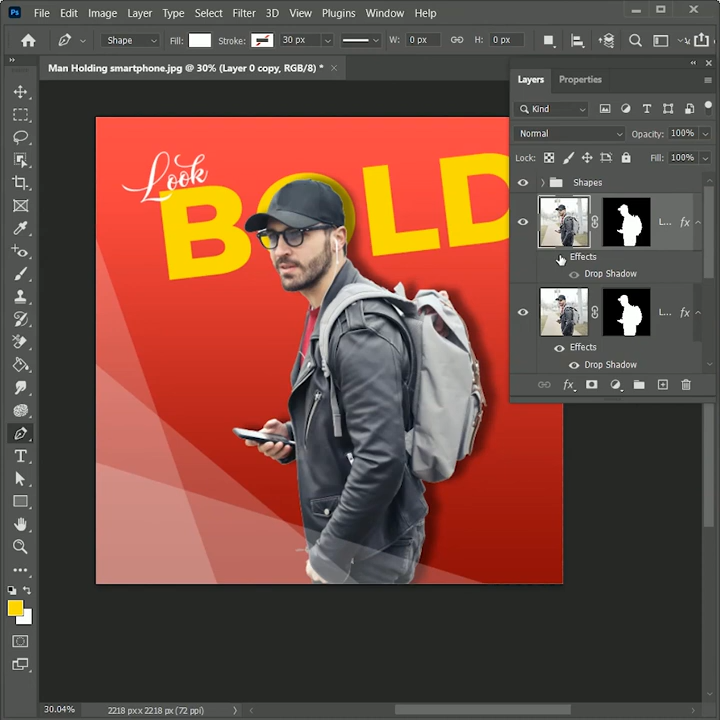 Ps File Edit Image Layer Type Select Filter 3D View Plugins Window Help
Shape Fill: Stroke: 30 px W: 0 px H: 0 px
Man Holding smartphone.jpg @ 30% (Layer 0 copy, RGB/8) * ×
Layers Properties
Kind
Normal Opacity: 100%
Lock: Fill: 100%
Shapes
L... fx
Effects
Drop Shadow
L... fx
Effects
Drop Shadow
fx
Look
BOLD
30.04% 2218 px x 2218 px (72 ppi)